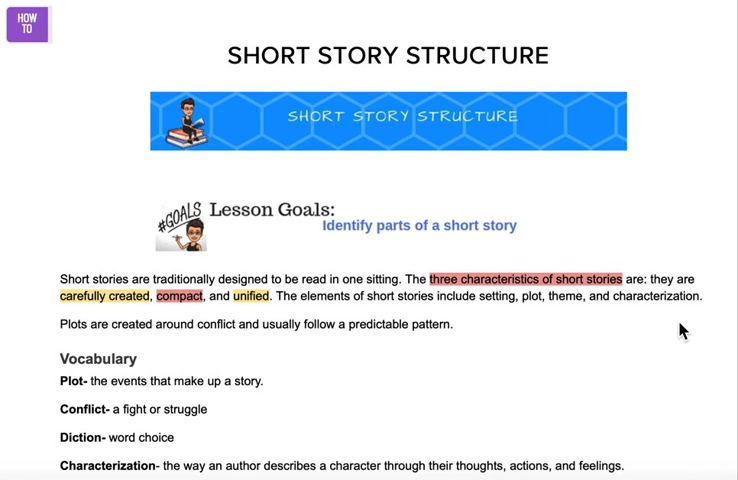 HOW
TO
SHORT STORY STRUCTURE
SHORT STORY STRUCTURE
#GOALS Lesson Goals:
Identify parts of a short story
Short stories are traditionally designed to be read in one sitting. The three characteristics of short stories are: they are
carefully created, compact, and unified. The elements of short stories include setting, plot, theme, and characterization.
Plots are created around conflict and usually follow a predictable pattern.
Vocabulary
Plot- the events that make up a story.
Conflict- a fight or struggle
Diction- word choice
Characterization- the way an author describes a character through their thoughts, actions, and feelings.